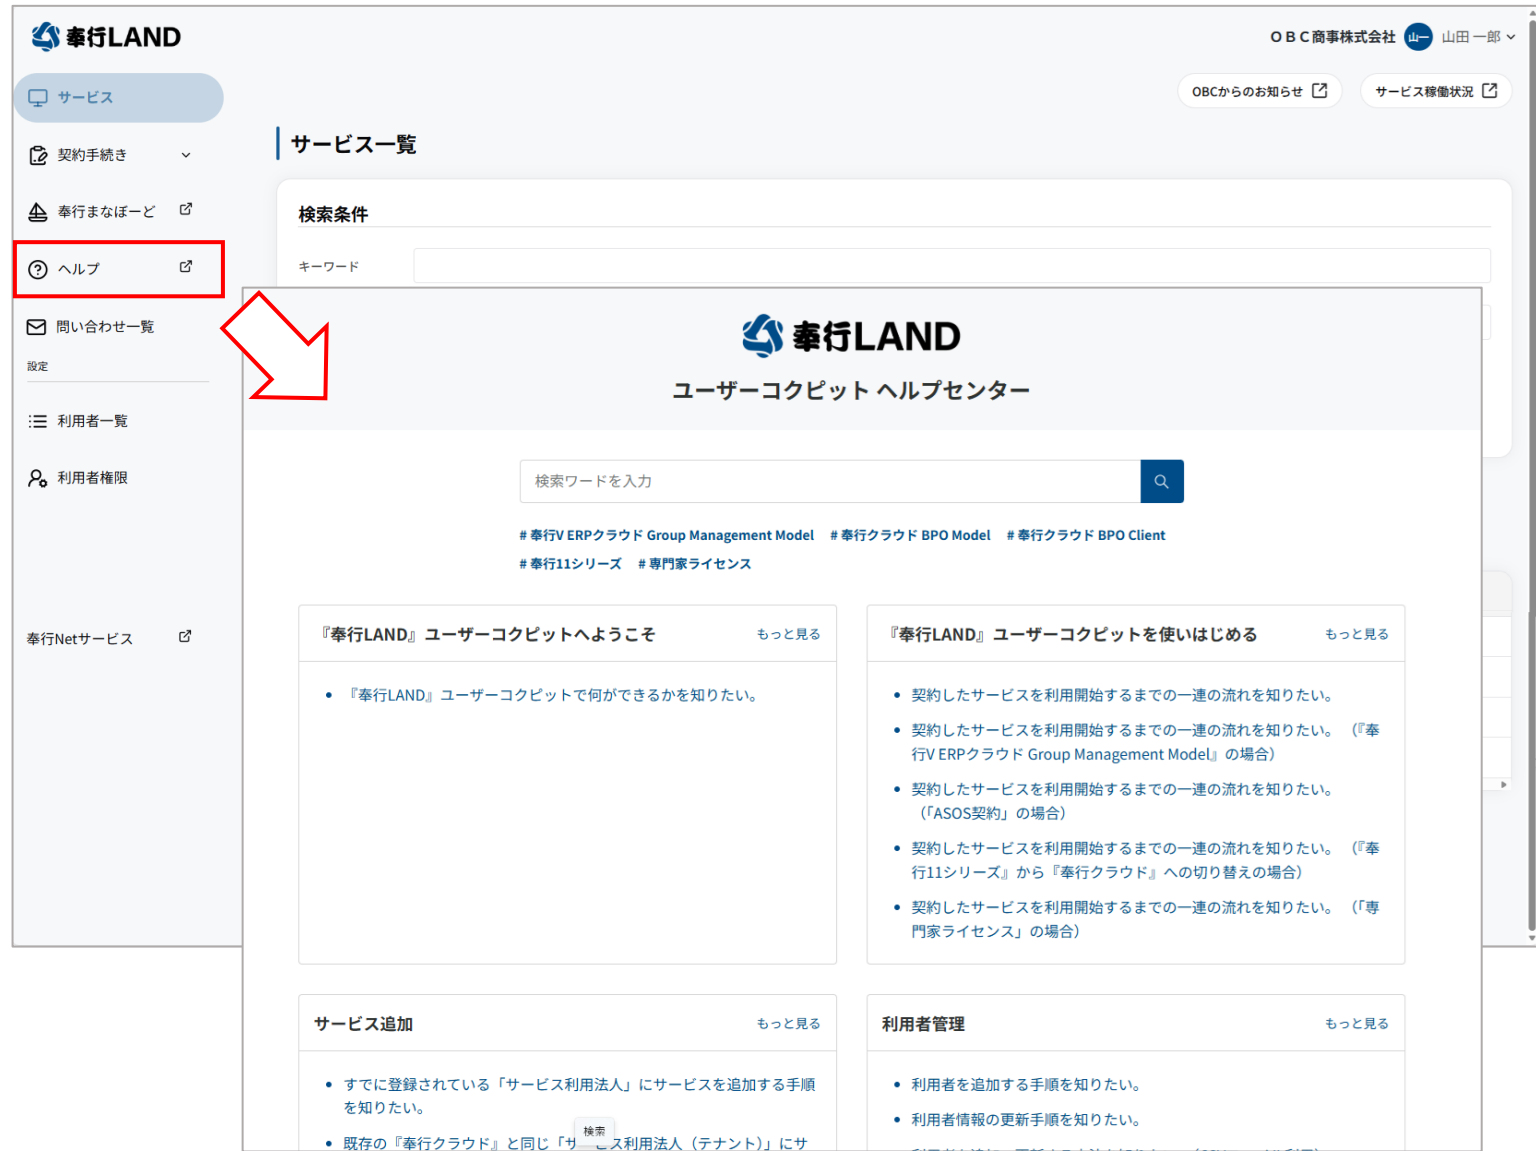 奉行LAND
OBC商事株式会社 山一 山田 一郎
サービス
OBCからのお知らせ サービス稼働状況
契約手続き
サービス一覧
奉行まなぼーど
検索条件
ヘルプ
キーワード
問い合わせ一覧
設定
利用者一覧
利用者権限
奉行Netサービス
奉行LAND
ユーザーコクピット ヘルプセンター
検索ワードを入力
# 奉行V ERPクラウド Group Management Model # 奉行クラウド BPO Model # 奉行クラウド BPO Client
# 奉行11シリーズ # 専門家ライセンス
『奉行LAND』ユーザーコクピットへようこそ もっと見る
• 『奉行LAND』ユーザーコクピットで何ができるかを知りたい。
『奉行LAND』ユーザーコクピットを使いはじめる もっと見る
• 契約したサービスを利用開始するまでの一連の流れを知りたい。
• 契約したサービスを利用開始するまでの一連の流れを知りたい。（『奉
行V ERPクラウド Group Management Model』の場合）
• 契約したサービスを利用開始するまでの一連の流れを知りたい。
（「ASOS契約」の場合）
• 契約したサービスを利用開始するまでの一連の流れを知りたい。（『奉
行11シリーズ』から『奉行クラウド』への切り替えの場合）
• 契約したサービスを利用開始するまでの一連の流れを知りたい。（「専
門家ライセンス」の場合）
サービス追加 もっと見る
• すでに登録されている「サービス利用法人」にサービスを追加する手順
を知りたい。
• 既存の『奉行クラウド』と同じ「サービス利用法人（テナント）」にサ
検索
利用者管理 もっと見る
• 利用者を追加する手順を知りたい。
• 利用者情報の更新手順を知りたい。